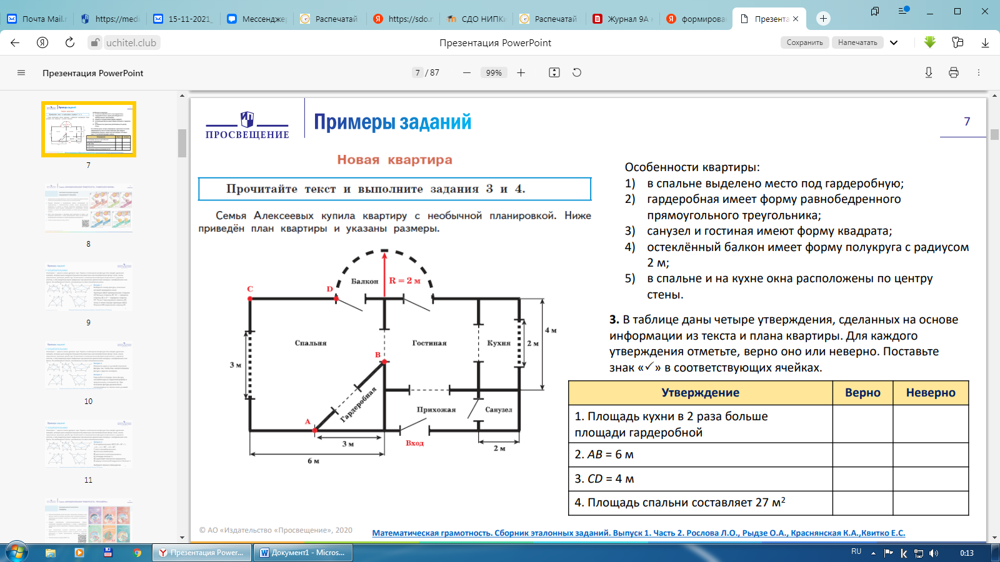 Почта Mail.r
https://medi
15-11-2021_
Мессенджер
Распечатай
https://sdo.n
СДО НИПКи
Распечатай
Журнал 9А
формирова
Презента
uchitel.club
Презентация PowerPoint
Сохранить
Напечатать
Презентация PowerPoint
7 / 87
99%
7
8
9
10
11
ПРОСВЕЩЕНИЕ
Примеры заданий
7
Новая квартира
Прочитайте текст и выполните задания 3 и 4.
Семья Алексеевых купила квартиру с необычной планировкой. Ниже
приведён план квартиры и указаны размеры.
Балкон
R = 2 м
C
D
4 м
Спальня
Гостиная
Кухня
2 м
B
3 м
Гардеробная
Прихожая
Санузел
A
3 м
Вход
2 м
6 м
Особенности квартиры:
1) в спальне выделено место под гардеробную;
2) гардеробная имеет форму равнобедренного
прямоугольного треугольника;
3) санузел и гостиная имеют форму квадрата;
4) остеклённый балкон имеет форму полукруга с радиусом
2 м;
5) в спальне и на кухне окна расположены по центру
стены.
3. В таблице даны четыре утверждения, сделанных на основе
информации из текста и плана квартиры. Для каждого
утверждения отметьте, верно оно или неверно. Поставьте
знак «✓» в соответствующих ячейках.
Утверждение Верно Неверно
1. Площадь кухни в 2 раза больше
площади гардеробной
2. AB = 6 м
3. CD = 4 м
4. Площадь спальни составляет 27 м²
© АО «Издательство «Просвещение», 2020
Математическая грамотность. Сборник эталонных заданий. Выпуск 1. Часть 2. Рослова Л.О., Рыдзе О.А., Краснянская К.А.,Квитко Е.С.
Презентация Power...
Документ1 - Micros...
RU
0:13